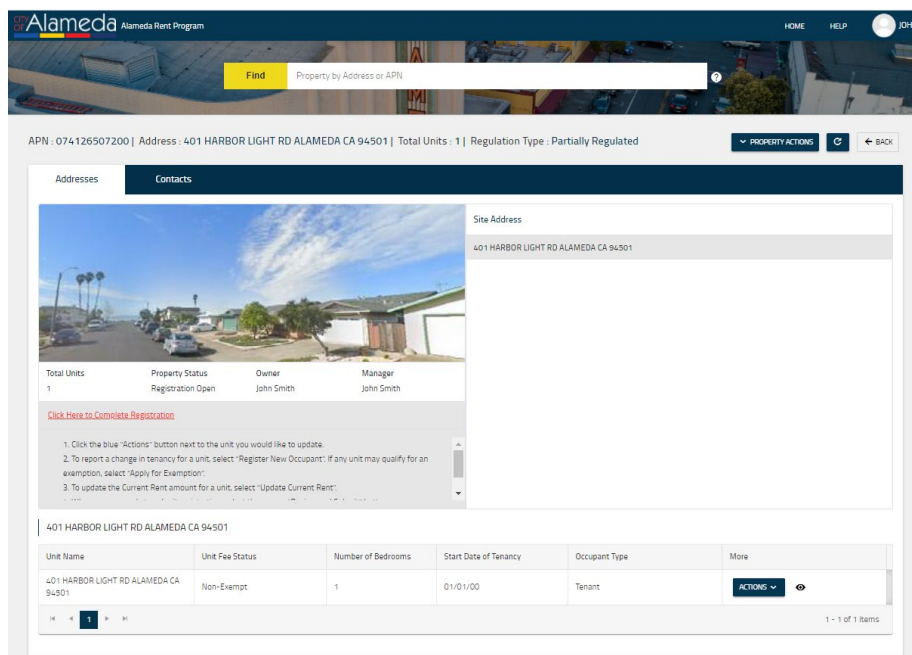 CITY OF Alameda Alameda Rent Program
HOME HELP JOH
Find Property by Address or APN ?
APN : 074126507200 | Address : 401 HARBOR LIGHT RD ALAMEDA CA 94501 | Total Units : 1 | Regulation Type : Partially Regulated
PROPERTY ACTIONS
← BACK
Addresses Contacts
Site Address
401 HARBOR LIGHT RD ALAMEDA CA 94501
Total Units Property Status Owner Manager
1 Registration Open John Smith John Smith
Click Here to Complete Registration
1. Click the blue "Actions" button next to the unit you would like to update.
2. To report a change in tenancy for a unit, select "Register New Occupant". If any unit may qualify for an
exemption, select "Apply for Exemption".
3. To update the Current Rent amount for a unit, select "Update Current Rent".
401 HARBOR LIGHT RD ALAMEDA CA 94501
Unit Name Unit Fee Status Number of Bedrooms Start Date of Tenancy Occupant Type More
401 HARBOR LIGHT RD ALAMEDA CA
94501
Non-Exempt 1 01/01/00 Tenant ACTIONS
1
1 - 1 of 1 items